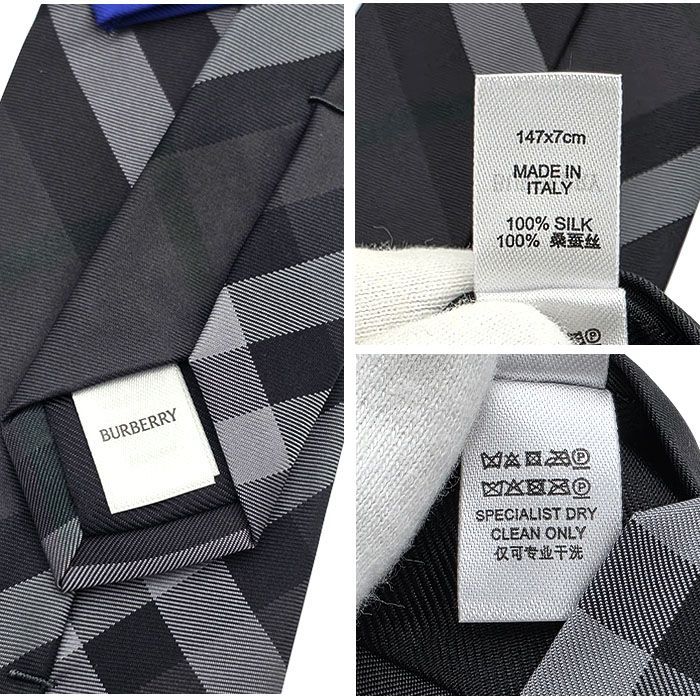 BURBERRY
147x7cm
MADE IN
ITALY
100% SILK
100% 桑蚕丝
SPECIALIST DRY
CLEAN ONLY
仅可专业干洗